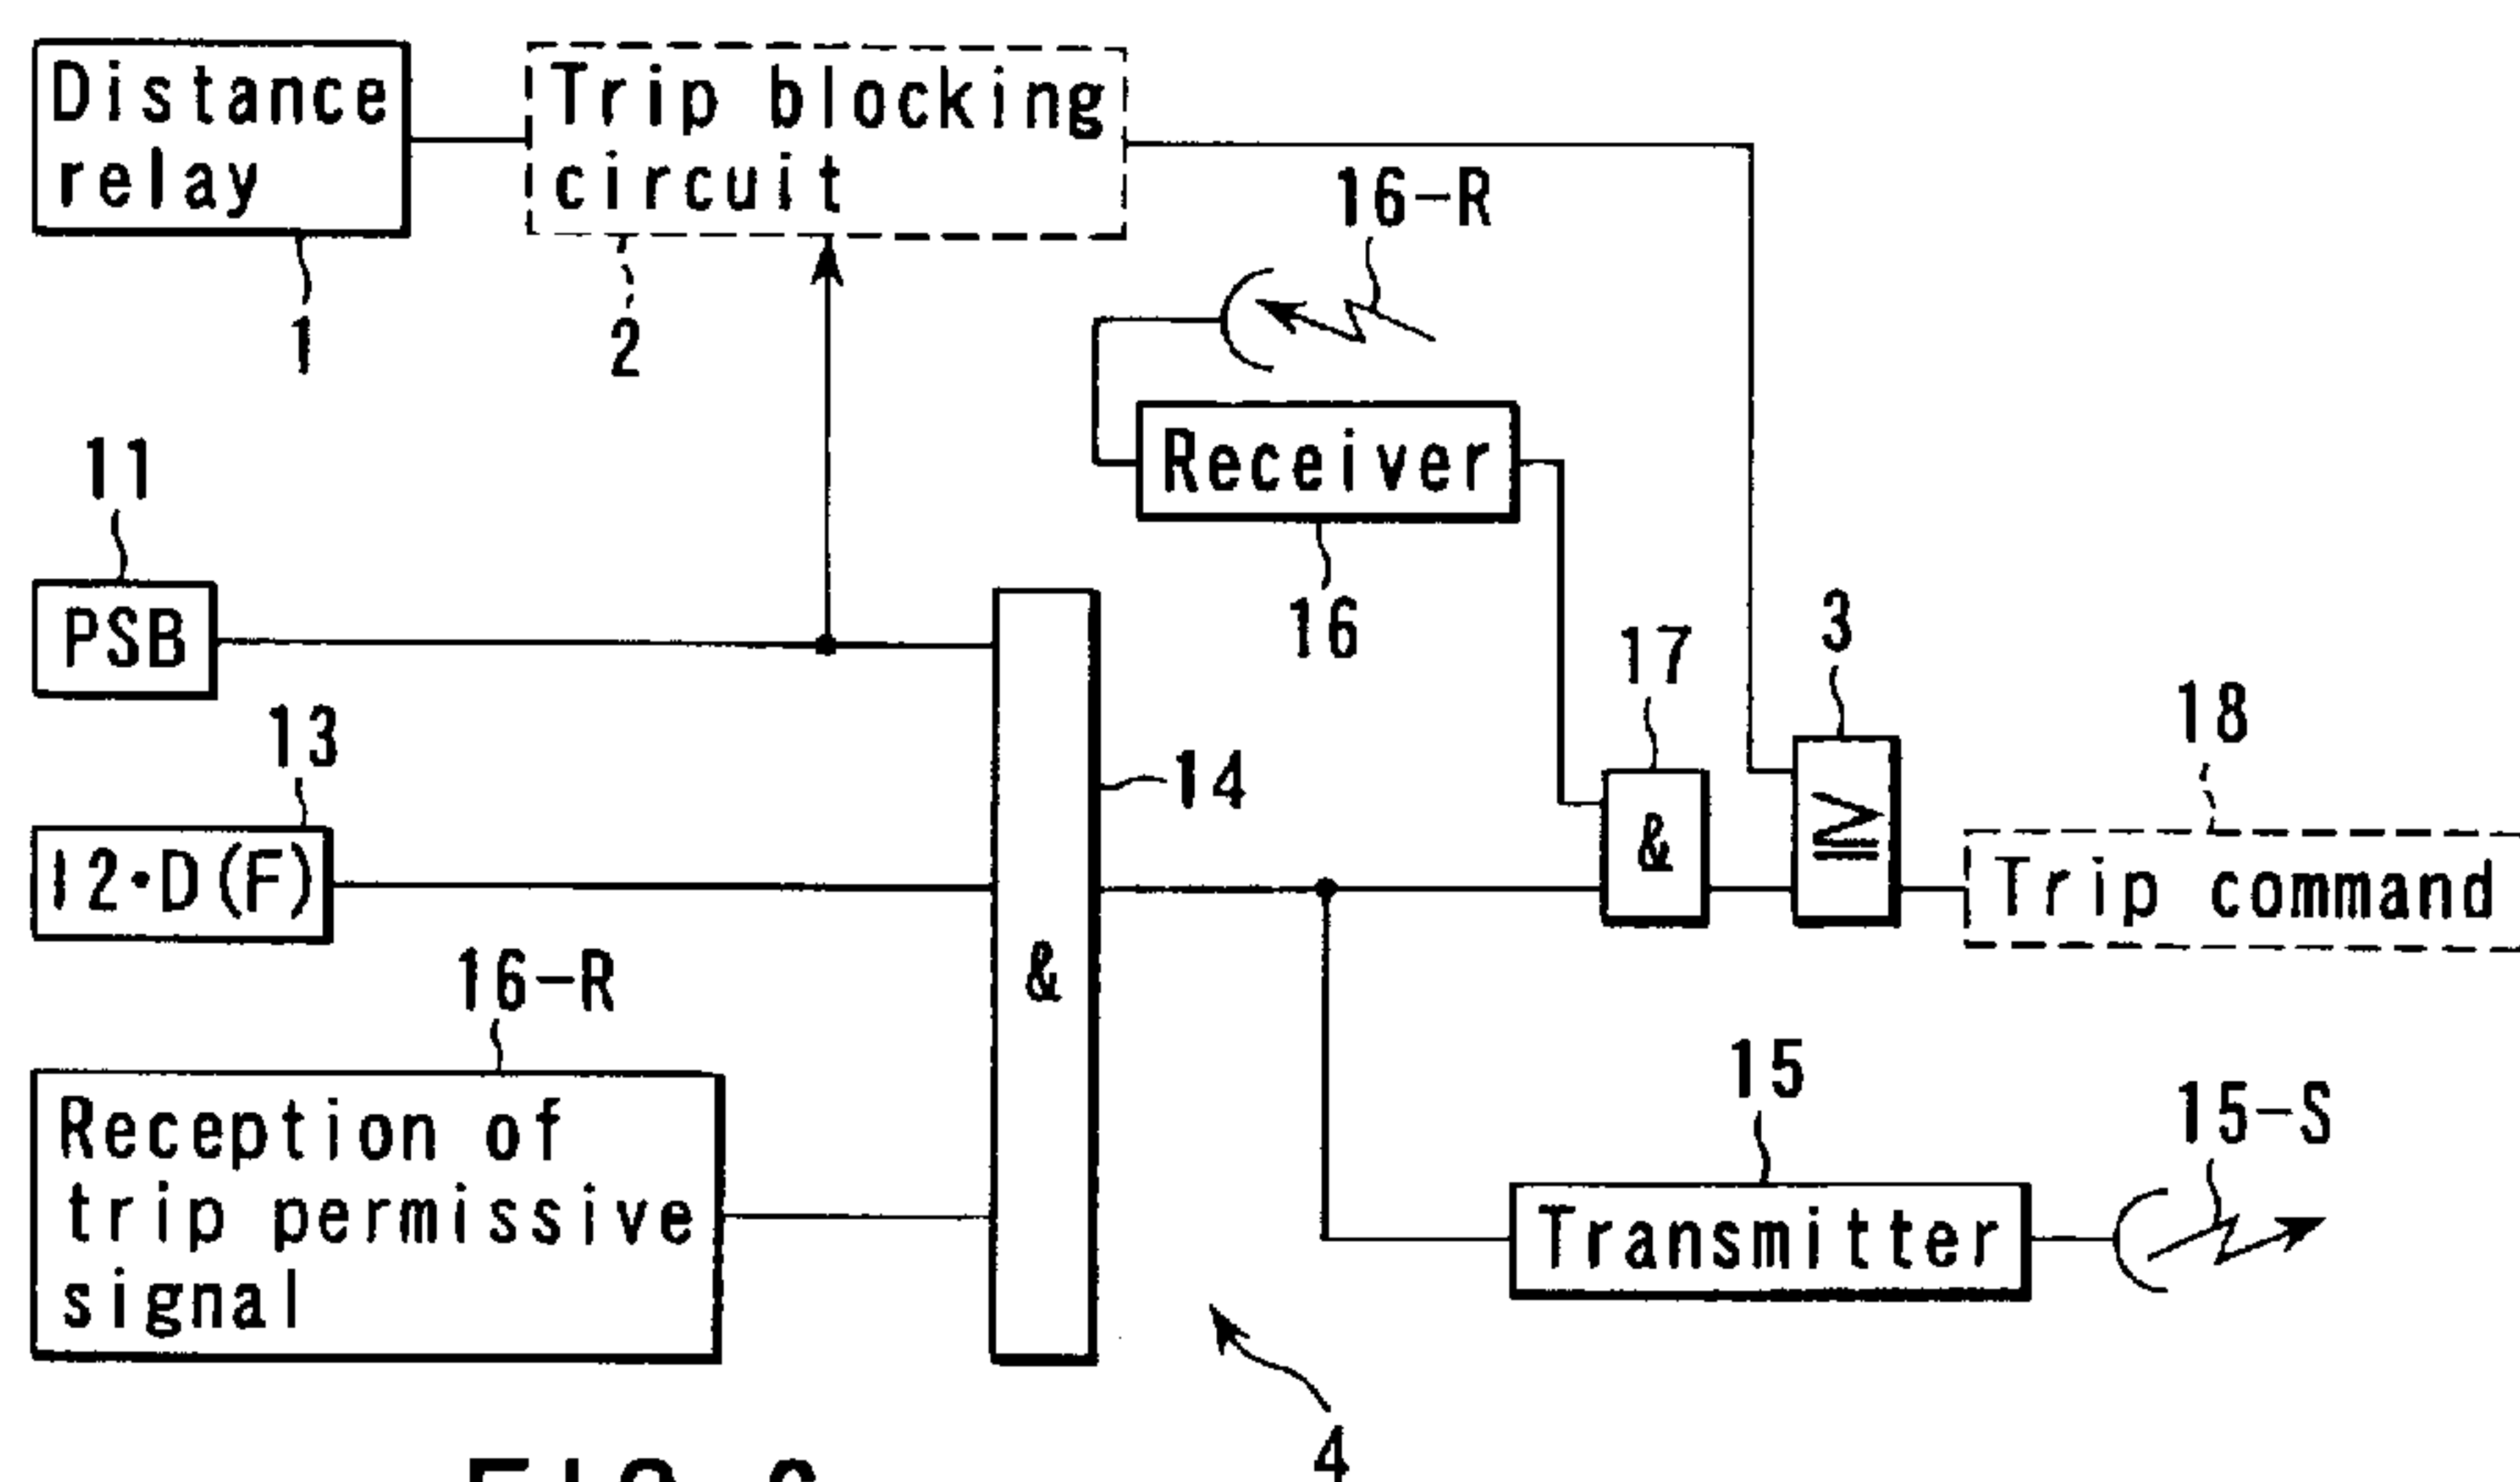 Distance
relay
Trip blocking
circuit
1
2
16-R
Receiver
16
11
PSB
13
I2•D(F)
16-R
Reception of
trip permissive
signal
&
14
17
&
3
≧
18
Trip command
15
Transmitter
15-S
4